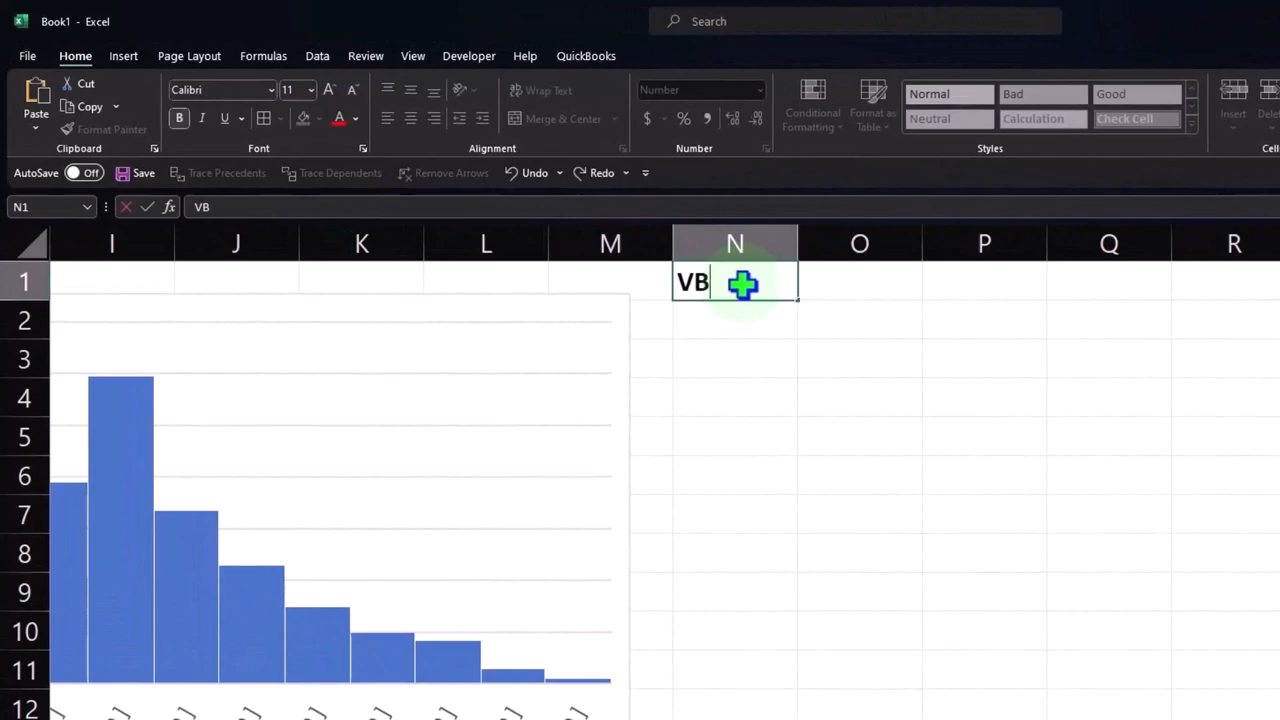 Book1 - Excel
Search
File Home Insert Page Layout Formulas Data Review View Developer Help QuickBooks
Paste
Cut
Copy
Format Painter
Clipboard
Calibri 11
B I U
Font
Wrap Text
Merge & Center
Alignment
Number
$ % ,
Number
Conditional Formatting
Format as Table
Normal Bad Good
Neutral Calculation Check Cell
Styles
Insert
AutoSave Off Save Trace Precedents Trace Dependents Remove Arrows Undo Redo
N1 fx VB
I J K L M N O P Q R
1 VB
2
3
4
5
6
7
8
9
10
11
12